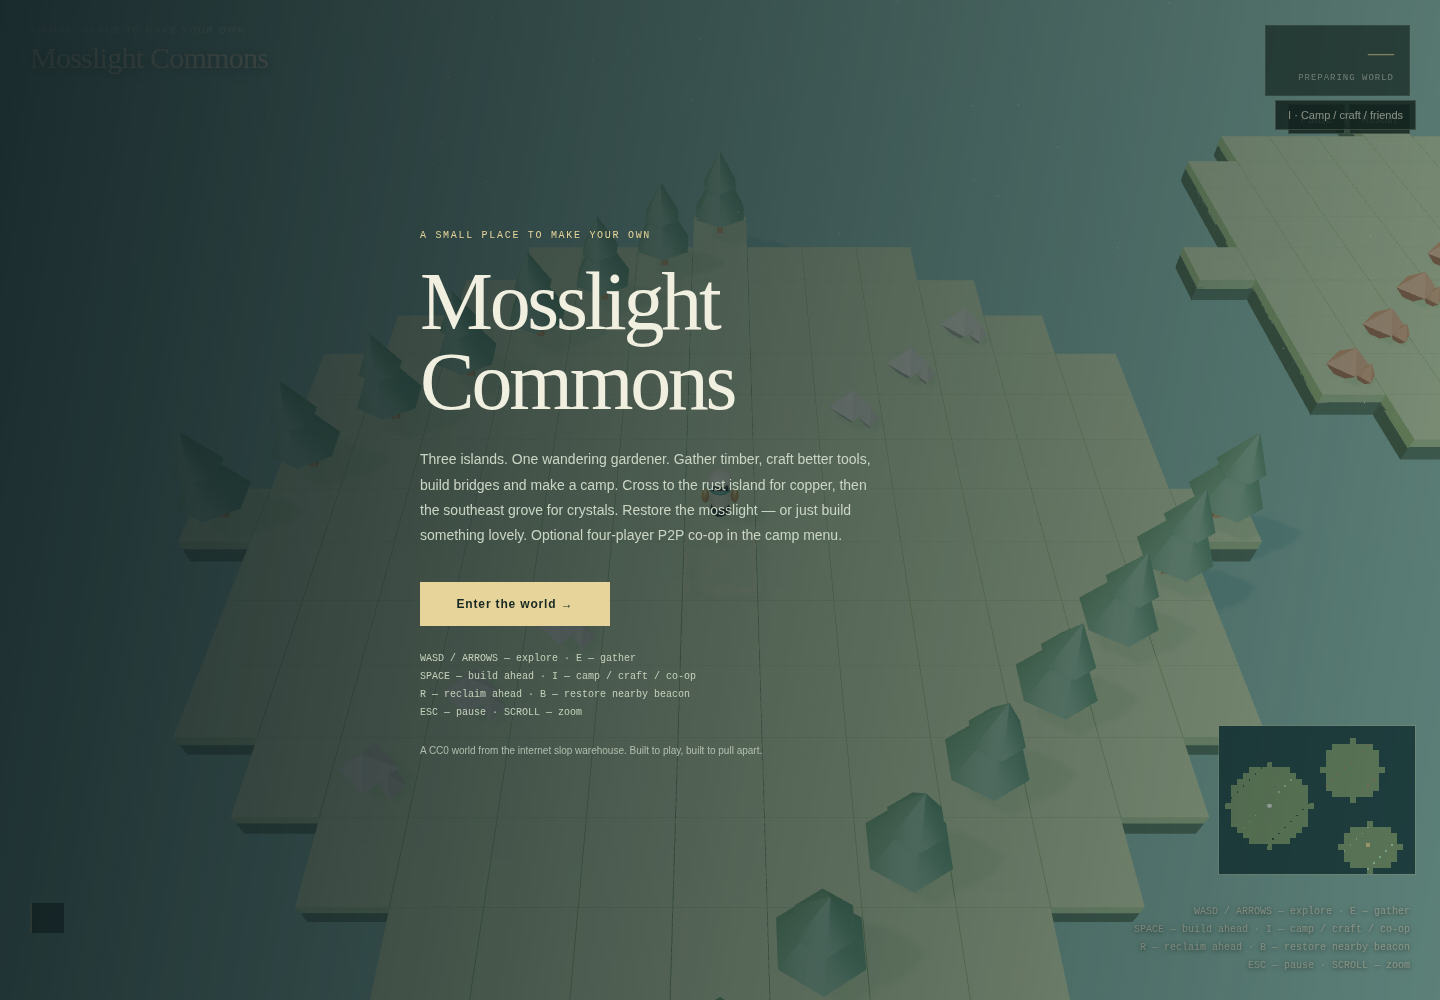 A SMALL PLACE TO MAKE YOUR OWN
Mosslight Commons
PREPARING WORLD
I · Camp / craft / friends
A SMALL PLACE TO MAKE YOUR OWN
Mosslight
Commons
Three islands. One wandering gardener. Gather timber, craft better tools,
build bridges and make a camp. Cross to the rust island for copper, then
the southeast grove for crystals. Restore the mosslight — or just build
something lovely. Optional four-player P2P co-op in the camp menu.
Enter the world →
WASD / ARROWS — explore · E — gather
SPACE — build ahead · I — camp / craft / co-op
R — reclaim ahead · B — restore nearby beacon
ESC — pause · SCROLL — zoom
A CC0 world from the internet slop warehouse. Built to play, built to pull apart.
WASD / ARROWS — explore · E — gather
SPACE — build ahead · I — camp / craft / co-op
R — reclaim ahead · B — restore nearby beacon
ESC — pause · SCROLL — zoom